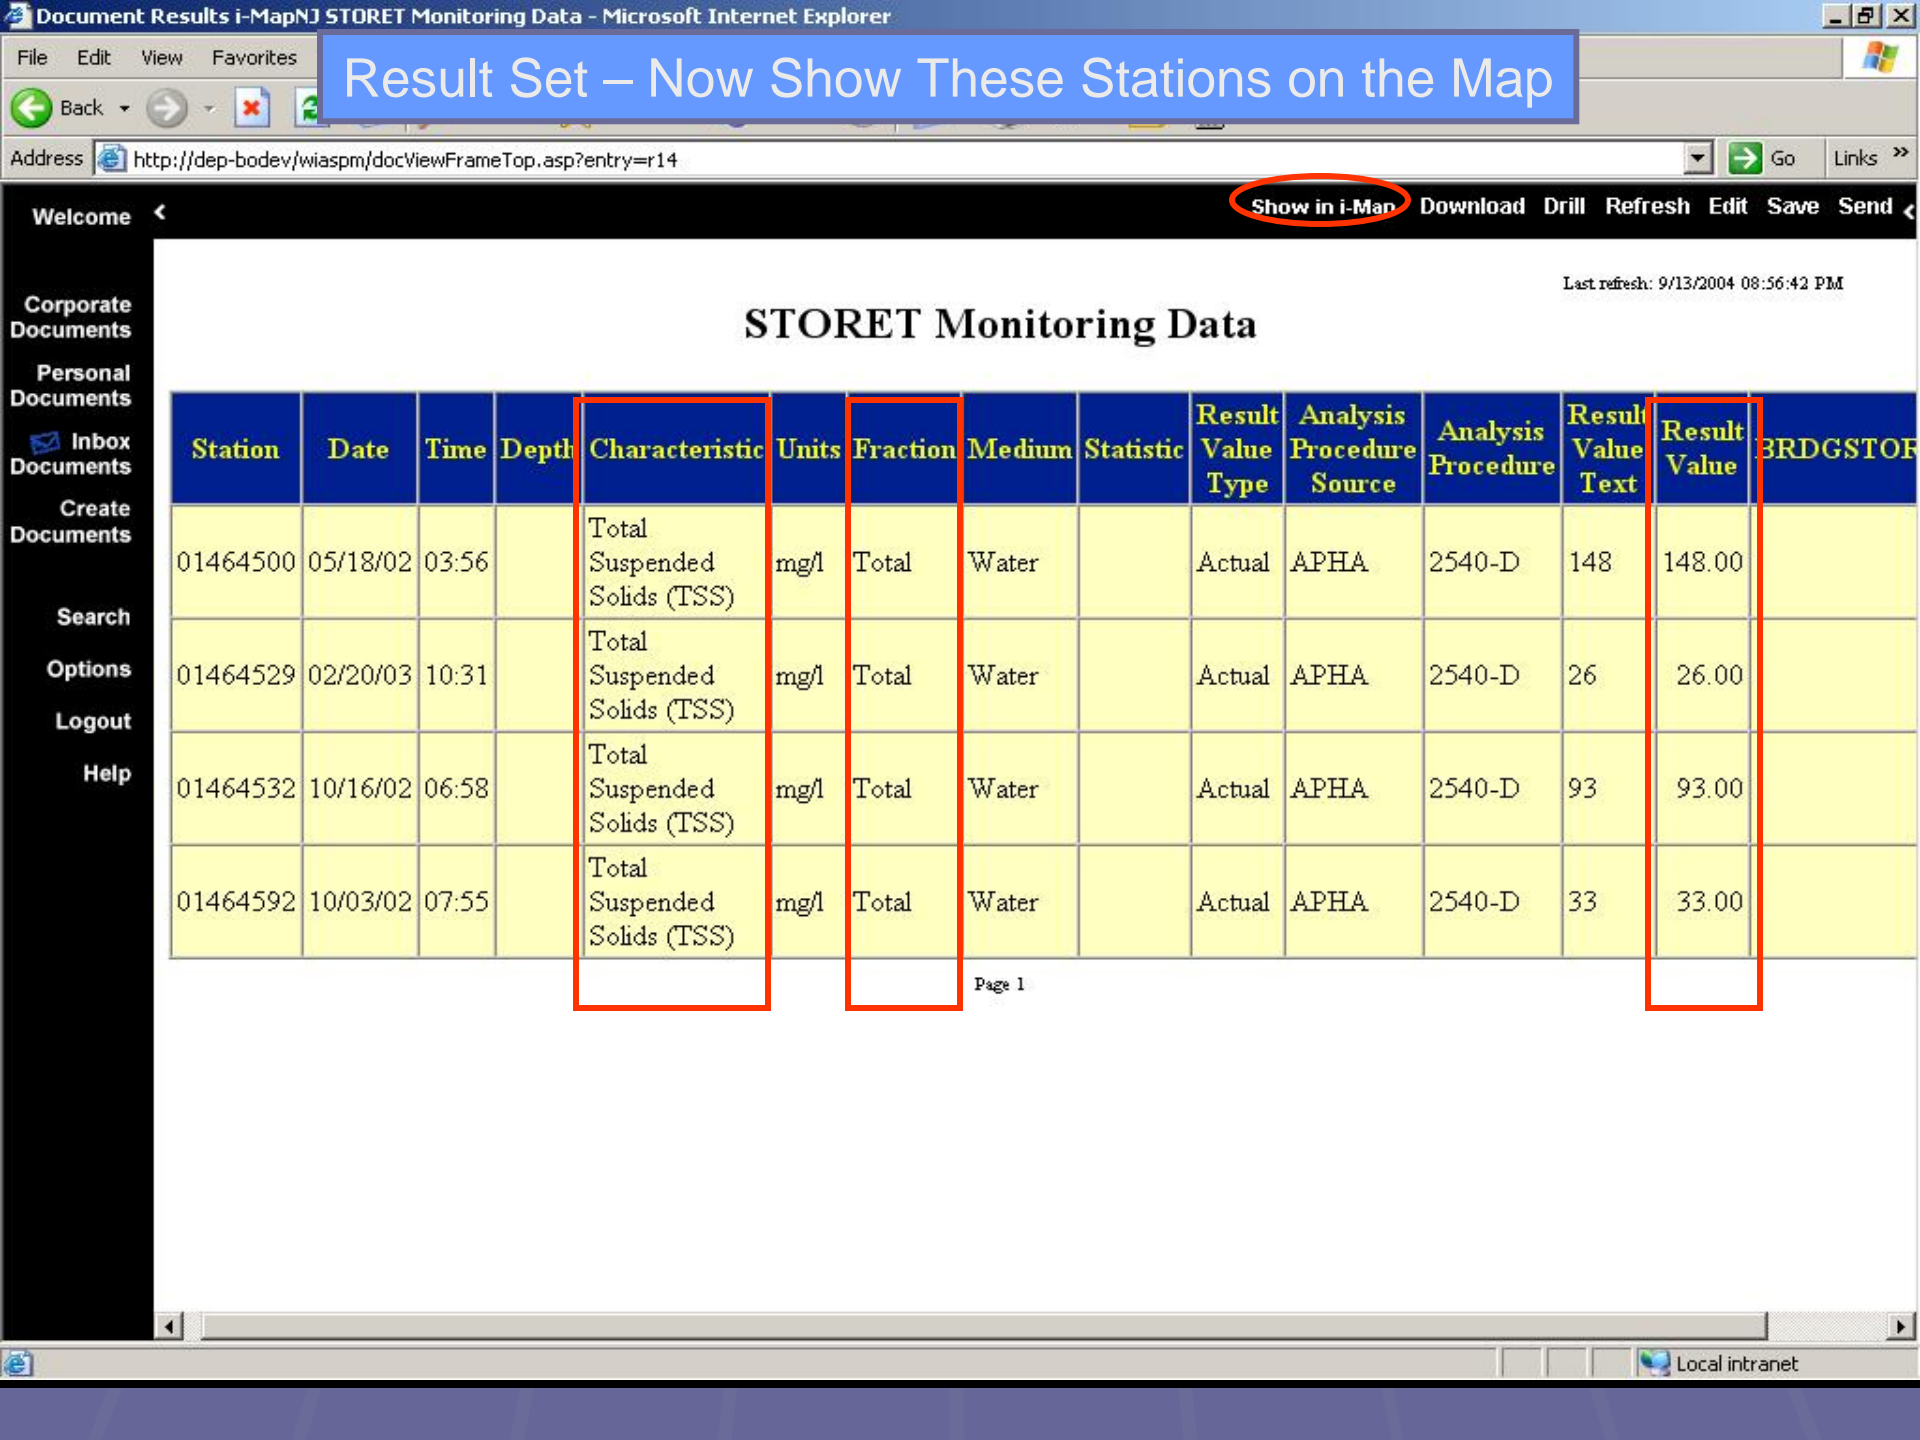 Document Results i-MapNJ STORET Monitoring Data - Microsoft Internet Explorer
File Edit View Favorites
Result Set – Now Show These Stations on the Map
Back
Address http://dep-bodev/wiaspm/docViewFrameTop.asp?entry=r14 Go Links »
Welcome < Show in i-Map Download Drill Refresh Edit Save Send <
Last refresh: 9/13/2004 08:56:42 PM
STORET Monitoring Data
Corporate
Documents
Personal
Documents
Inbox
Documents
Create
Documents
Search
Options
Logout
Help
Station Date Time Depth Characteristic Units Fraction Medium Statistic Result Value Type Analysis Procedure Source Analysis Procedure Result Value Text Result Value BRDGSTOR
01464500 05/18/02 03:56 Total Suspended Solids (TSS) mg/l Total Water Actual APHA 2540-D 148 148.00
01464529 02/20/03 10:31 Total Suspended Solids (TSS) mg/l Total Water Actual APHA 2540-D 26 26.00
01464532 10/16/02 06:58 Total Suspended Solids (TSS) mg/l Total Water Actual APHA 2540-D 93 93.00
01464592 10/03/02 07:55 Total Suspended Solids (TSS) mg/l Total Water Actual APHA 2540-D 33 33.00
Page 1
Local intranet